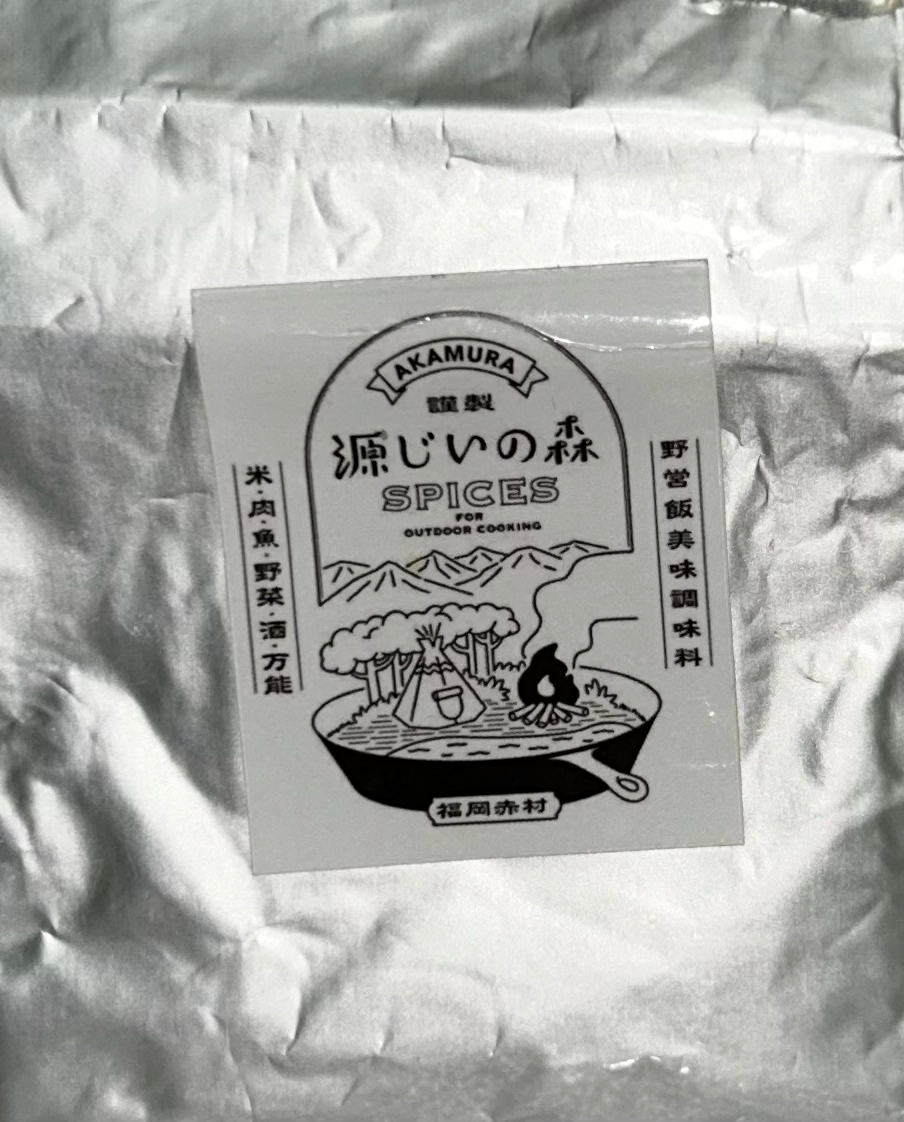 AKAMURA
謹製
源じいの森
SPICES
FOR
OUTDOOR COOKING
野営飯美味調味料
米・肉・魚・野菜・酒・万能
福岡赤村